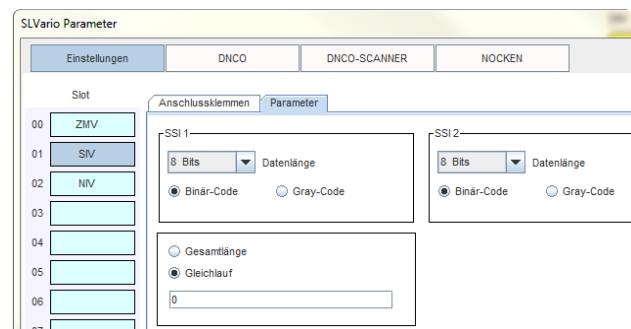 SLVario Parameter
Einstellungen DNCO DNCO-SCANNER NOCKEN
Slot
Anschlussklemmen Parameter
00 ZMV
01 SIV
02 NIV
03
04
05
06
07
SSI 1
8 Bits Datenlänge
Binär-Code Gray-Code
SSI 2
8 Bits Datenlänge
Binär-Code Gray-Code
Gesamtlänge
Gleichlauf
0